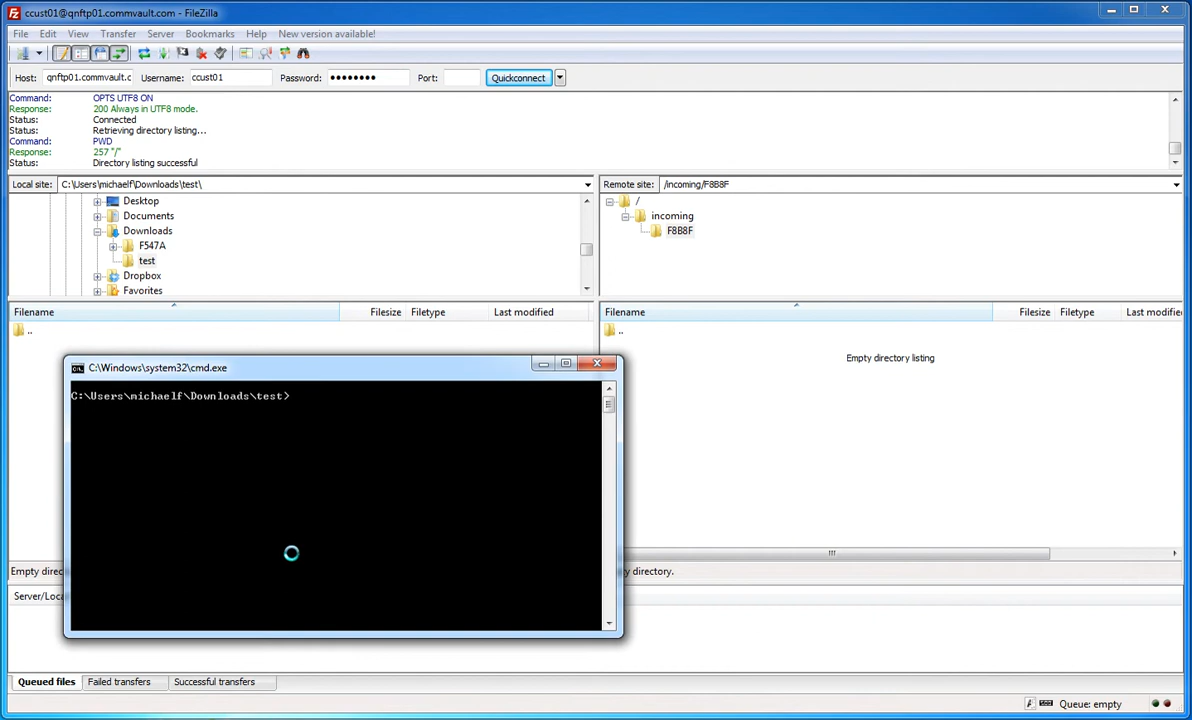 ccust01@qnftp01.commvault.com - FileZilla
File Edit View Transfer Server Bookmarks Help New version available!
Host: qnftp01.commvault.c Username: ccust01 Password: ●●●●●●●● Port: Quickconnect
Command: OPTS UTF8 ON
Response: 200 Always in UTF8 mode.
Status: Connected
Status: Retrieving directory listing...
Command: PWD
Response: 257 "/"
Status: Directory listing successful
Local site: C:\Users\michaelf\Downloads\test\
Desktop
Documents
Downloads
F547A
test
Dropbox
Favorites
Remote site: /incoming/F8B8F
/
incoming
F8B8F
Filename Filesize Filetype Last modified
..
Filename Filesize Filetype Last modifie
..
Empty directory listing
C:\Windows\system32\cmd.exe
C:\Users\michaelf\Downloads\test>
Empty direc
y directory.
Server/Loca
Queued files Failed transfers Successful transfers
Queue: empty